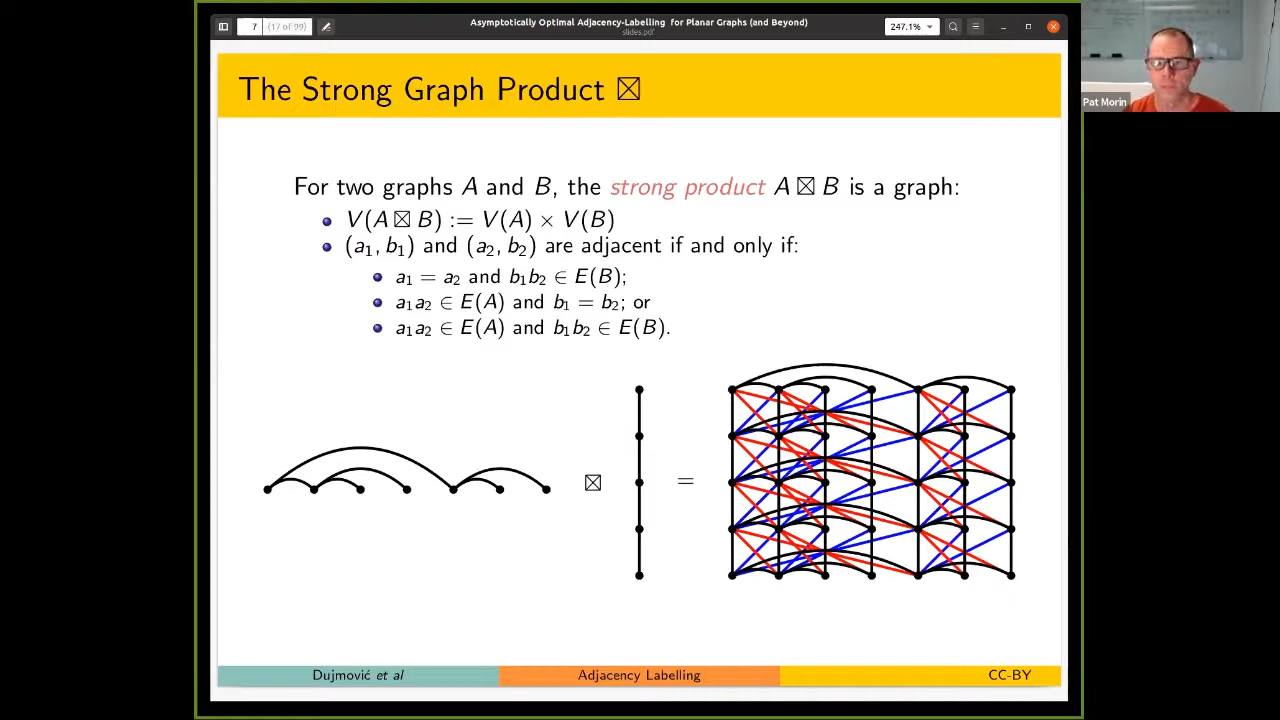 Asymptotically Optimal Adjacency-Labelling for Planar Graphs (and Beyond)
slides.pdf
7 (17 of 99)
247.1%
Pat Morin
The Strong Graph Product ⊠
For two graphs A and B, the strong product A ⊠ B is a graph:
V(A ⊠ B) := V(A) × V(B)
(a₁, b₁) and (a₂, b₂) are adjacent if and only if:
a₁ = a₂ and b₁b₂ ∈ E(B);
a₁a₂ ∈ E(A) and b₁ = b₂; or
a₁a₂ ∈ E(A) and b₁b₂ ∈ E(B).
⊠ =
Dujmović et al Adjacency Labelling CC-BY